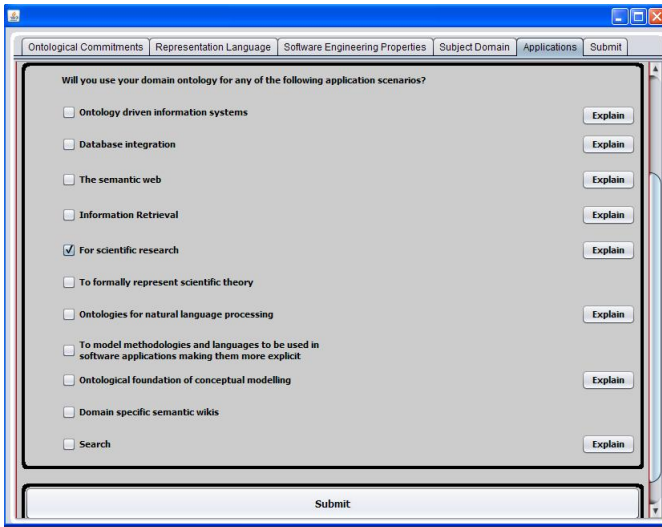 Ontological Commitments Representation Language Software Engineering Properties Subject Domain Applications Submit
Will you use your domain ontology for any of the following application scenarios?
Ontology driven information systems Explain
Database integration Explain
The semantic web Explain
Information Retrieval Explain
For scientific research Explain
To formally represent scientific theory
Ontologies for natural language processing Explain
To model methodologies and languages to be used in
software applications making them more explicit
Ontological foundation of conceptual modelling Explain
Domain specific semantic wikis
Search Explain
Submit